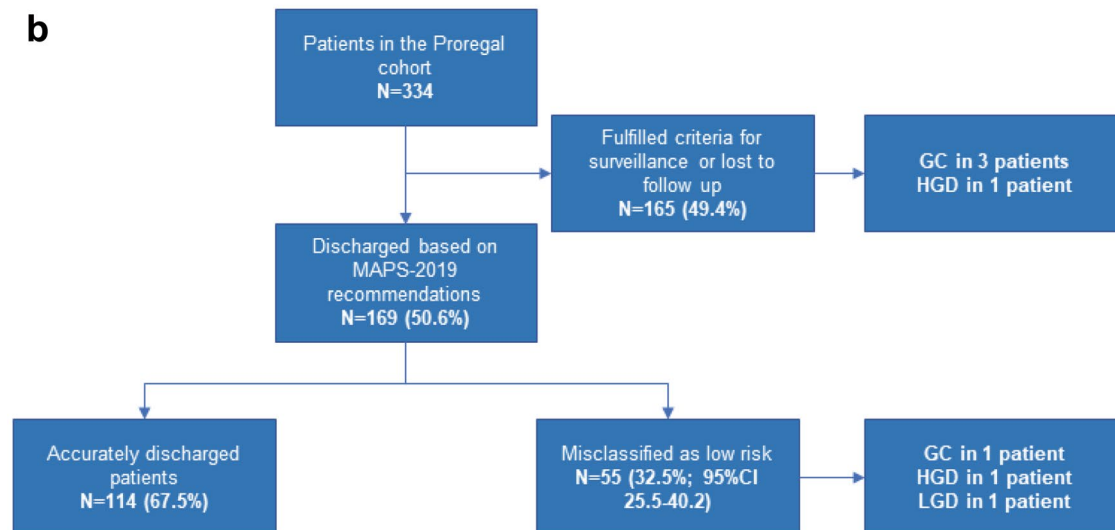 b
Patients in the Proregal
cohort
N=334
Fulfilled criteria for
surveillance or lost to
follow up
N=165 (49.4%)
GC in 3 patients
HGD in 1 patient
Discharged based on
MAPS-2019
recommendations
N=169 (50.6%)
Accurately discharged
patients
N=114 (67.5%)
Misclassified as low risk
N=55 (32.5%; 95%CI
25.5-40.2)
GC in 1 patient
HGD in 1 patient
LGD in 1 patient